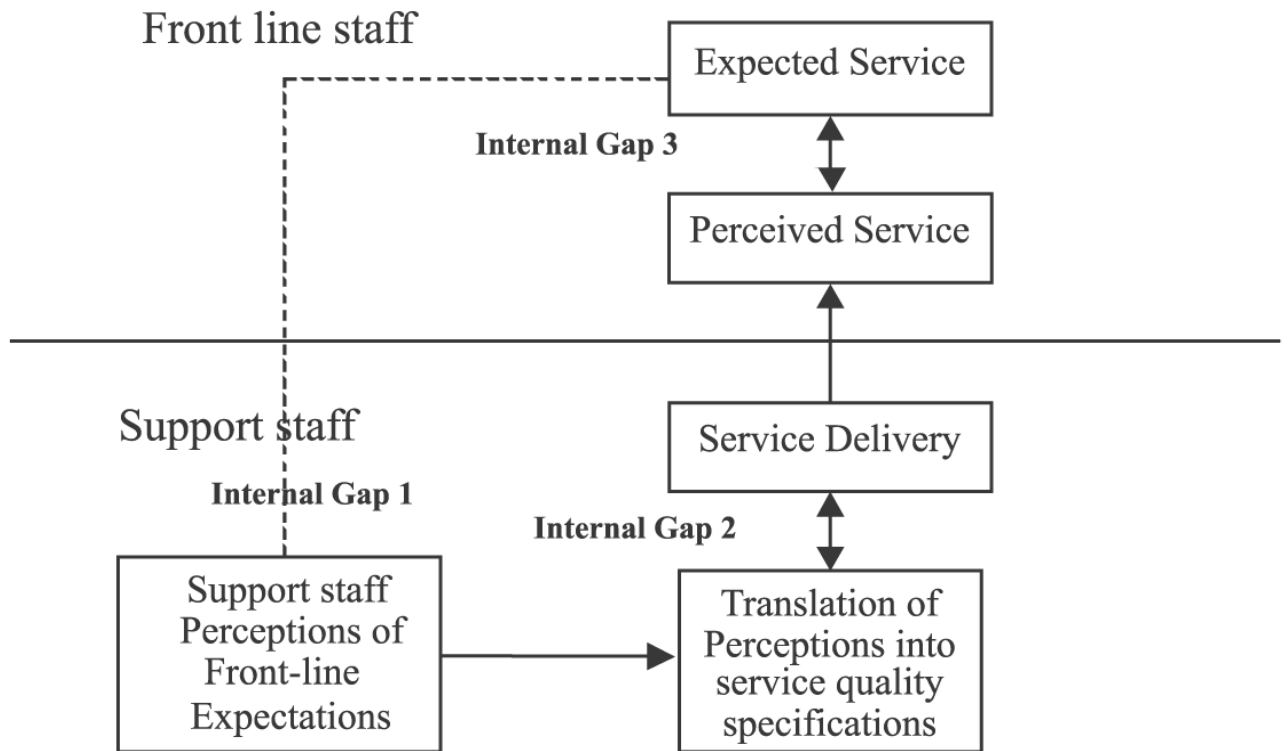 Front line staff
Expected Service
Internal Gap 3
Perceived Service
Support staff
Service Delivery
Internal Gap 1
Internal Gap 2
Support staff
Perceptions of
Front-line
Expectations
Translation of
Perceptions into
service quality
specifications